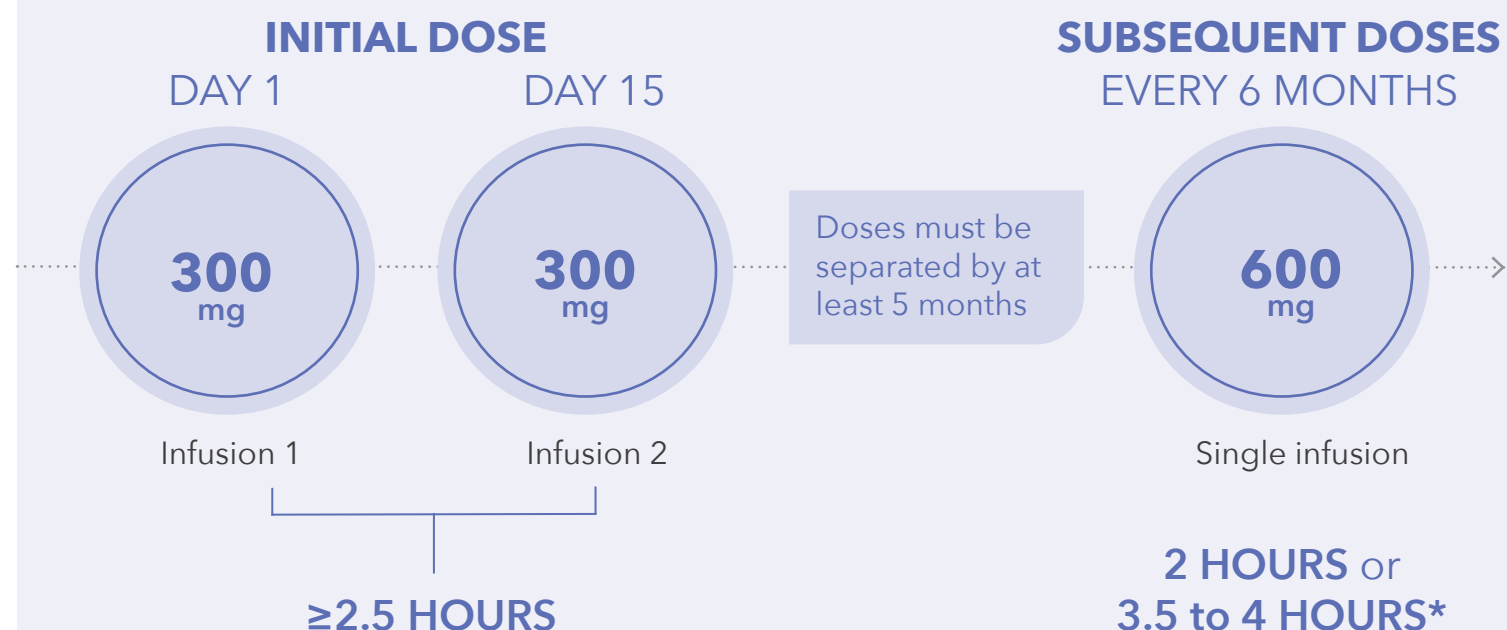 INITIAL DOSE
DAY 1
DAY 15
300
mg
300
mg
Infusion 1
Infusion 2
≥2.5 HOURS
Doses must be
separated by at
least 5 months
SUBSEQUENT DOSES
EVERY 6 MONTHS
600
mg
Single infusion
2 HOURS or
3.5 to 4 HOURS*